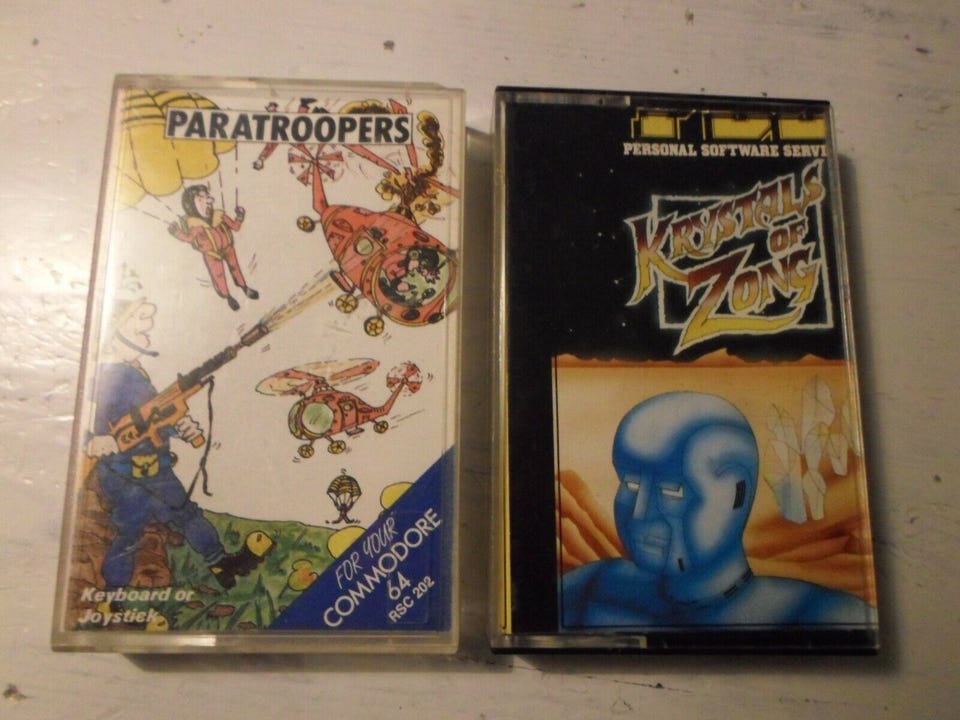 PARATROOPERS
FOR YOUR
COMMODORE
64
RSC 202
Keyboard or
Joystick
PERSONAL SOFTWARE SERVI
KRYSTALS
OF
ZONG